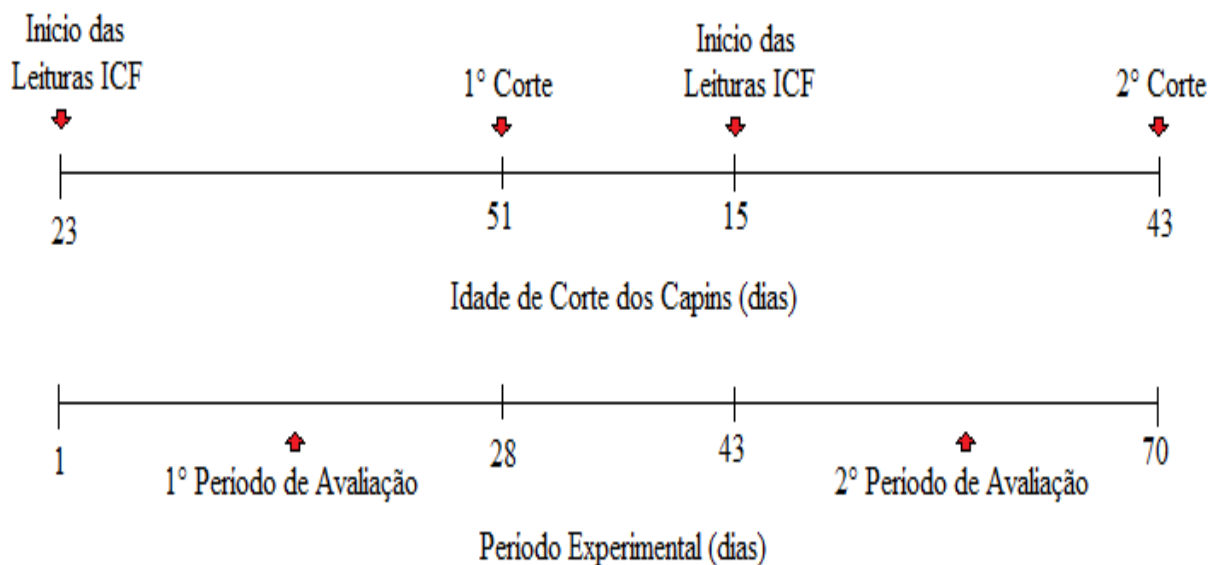 Início das
Leituras ICF
1° Corte
Início das
Leituras ICF
2° Corte
23
51
15
43
Idade de Corte dos Capins (dias)
1
28
43
70
1° Período de Avaliação
2° Período de Avaliação
Período Experimental (dias)